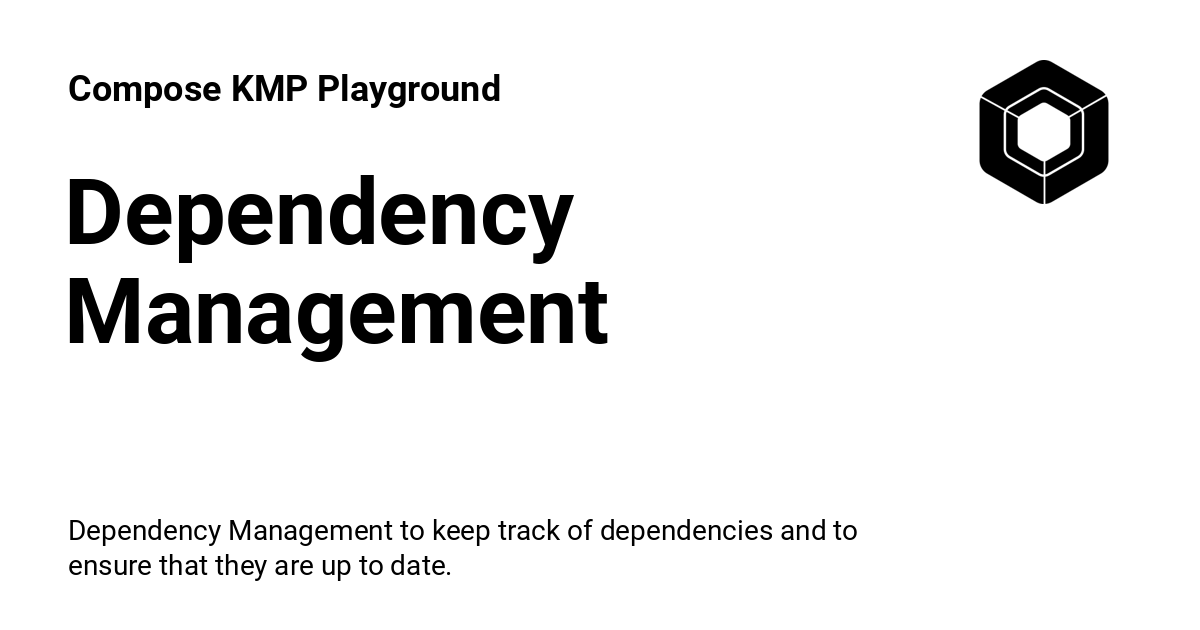 Compose KMP Playground
Dependency
Management
Dependency Management to keep track of dependencies and to
ensure that they are up to date.